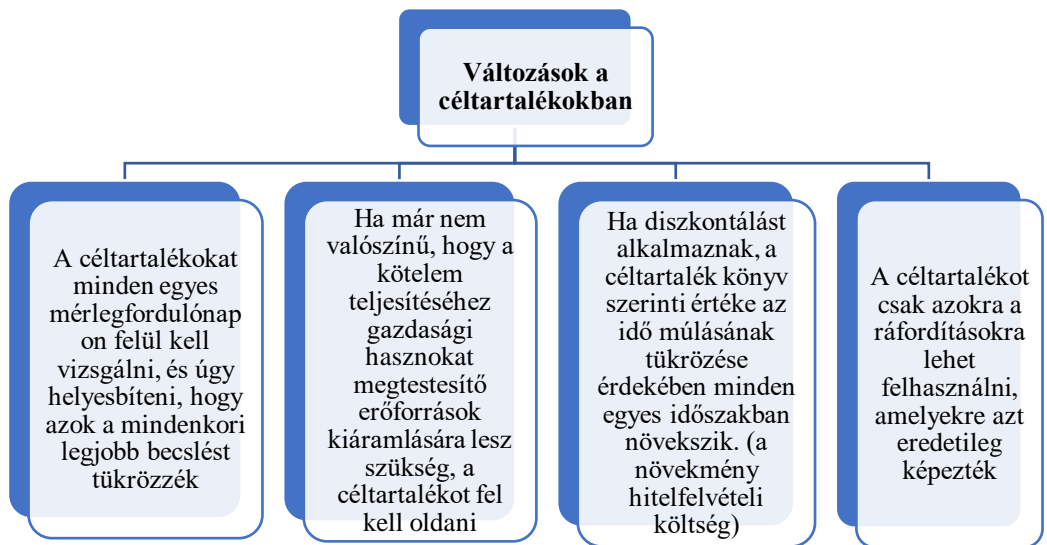 Változások a
céltartalékokban
A céltartalékokat
minden egyes
mérlegfordulónap
on felül kell
vizsgálni, és úgy
helyesbíteni, hogy
azok a mindenkori
legjobb becslést
tükrözzék
Ha már nem
valószínű, hogy a
kötelem
teljesítéséhez
gazdasági
hasznokat
megtestesítő
erőforrások
kiáramlására lesz
szükség, a
céltartalékot fel
kell oldani
Ha diszkontálást
alkalmaznak, a
céltartalék könyv
szerinti értéke az
idő múlásának
tükrözése
érdekében minden
egyes időszakban
növekszik. (a
növekmény
hitelfelvételi
költség)
A céltartalékot
csak azokra a
ráfordításokra
lehet
felhasználni,
amelyekre azt
eredetileg
képezték